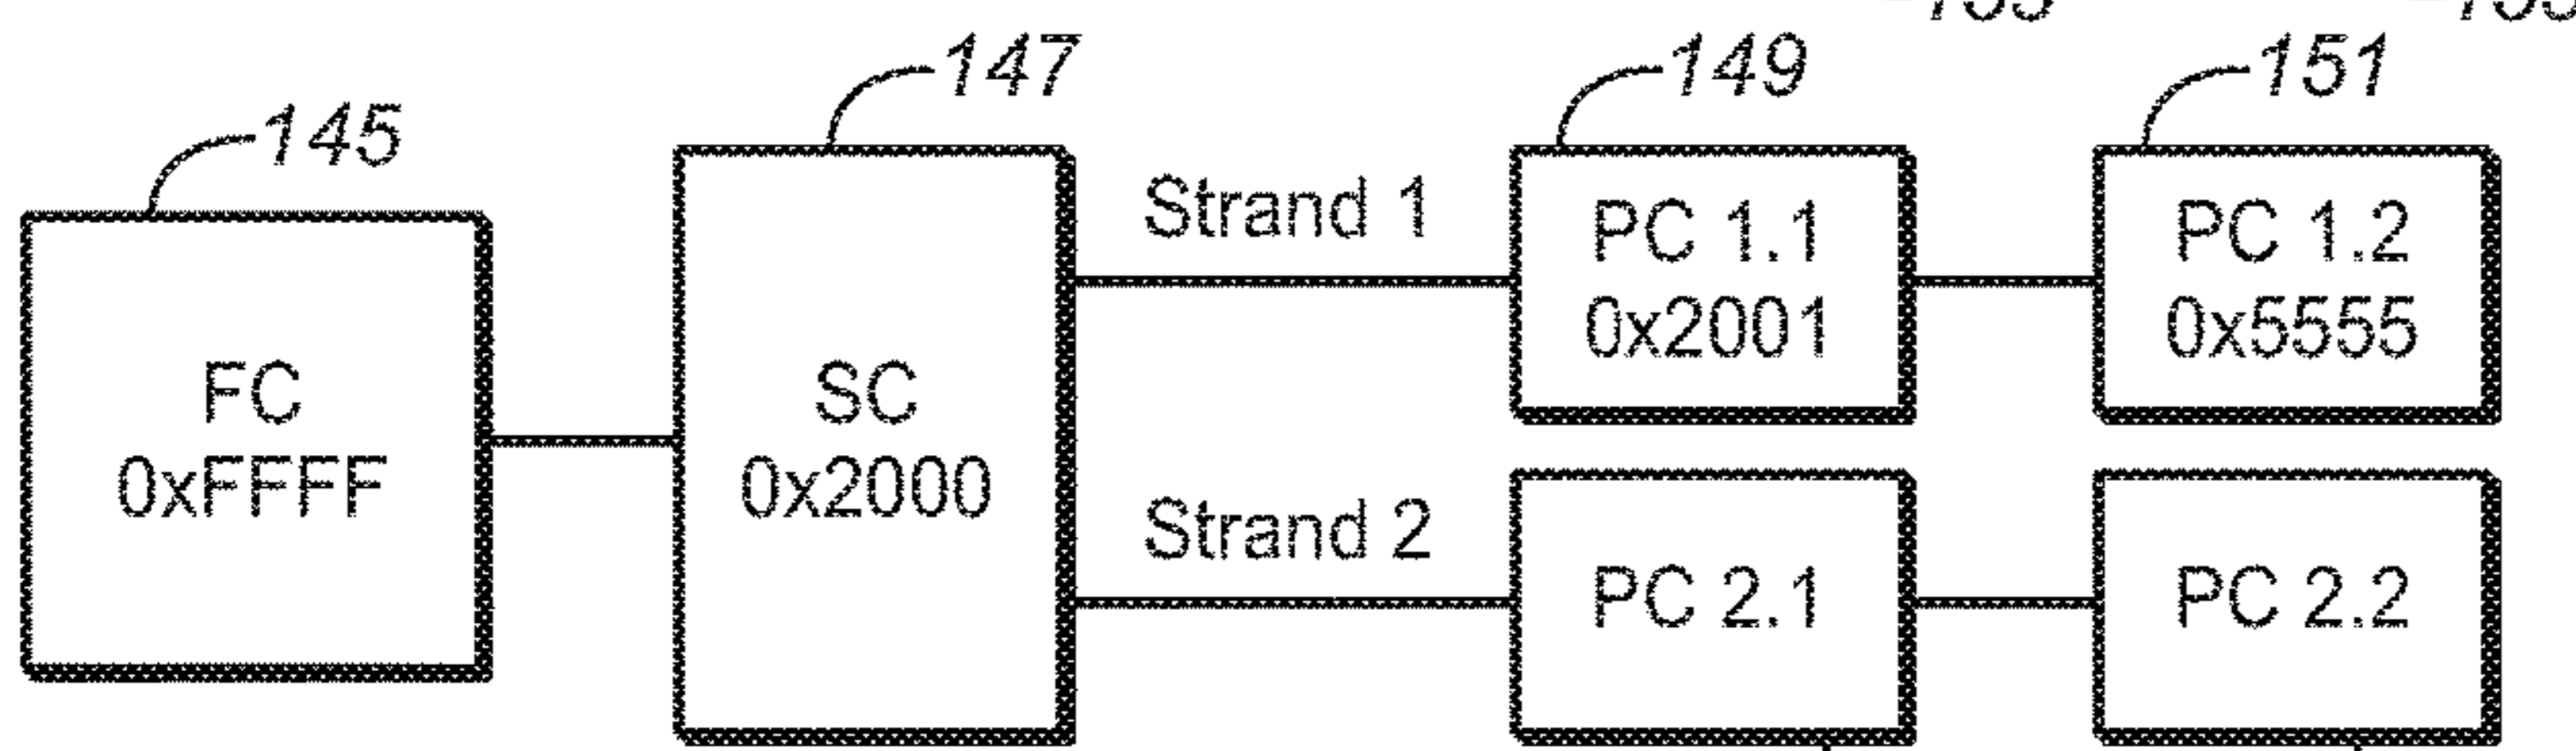 147
149
151
145
Strand 1
PC 1.1
0x2001
PC 1.2
0x5555
FC
0xFFFF
SC
0x2000
Strand 2
PC 2.1
PC 2.2